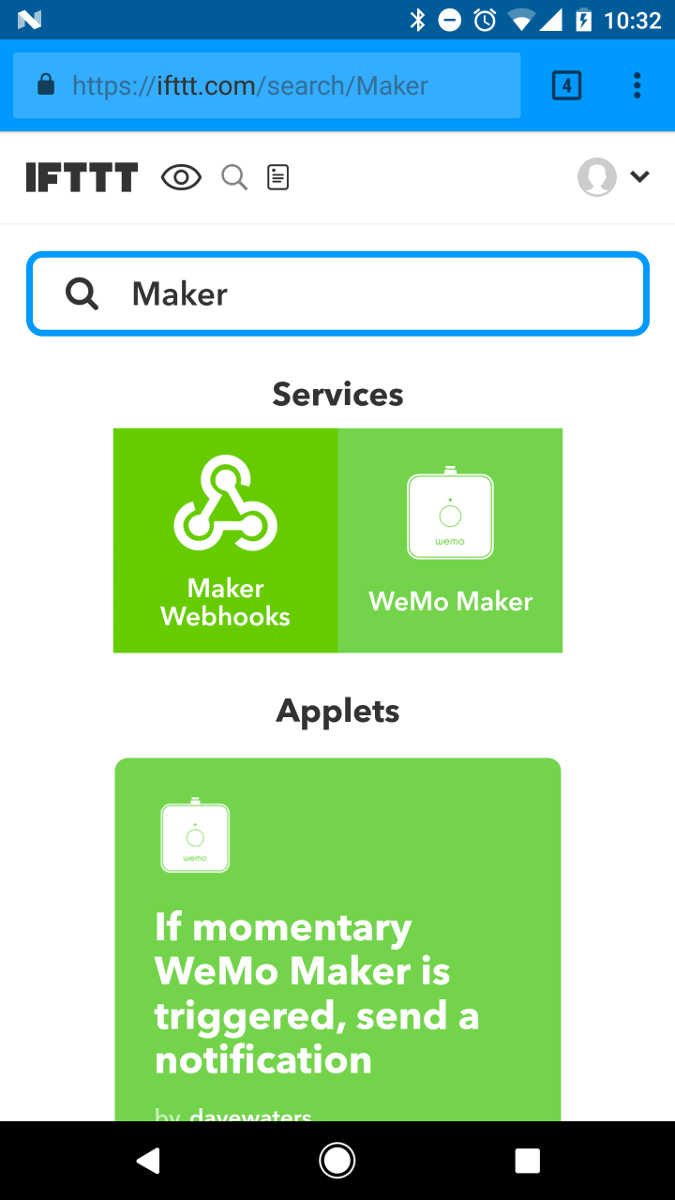 10:32
https://ifttt.com/search/Maker
4
IFTTT
Maker
Services
wemo
Maker
Webhooks
WeMo Maker
Applets
wemo
If momentary
WeMo Maker is
triggered, send a
notification
by davewaters